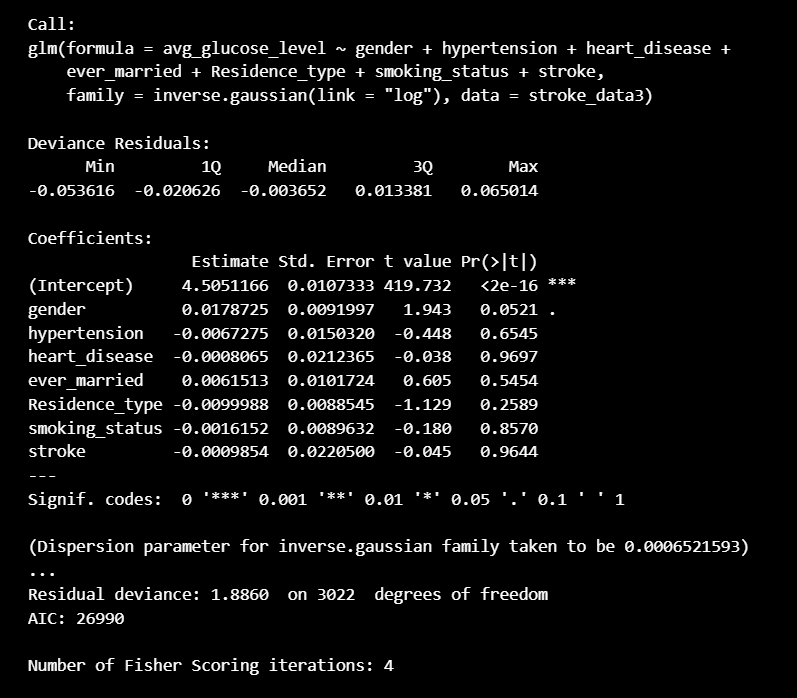 Call:
glm(formula = avg_glucose_level ~ gender + hypertension + heart_disease +
    ever_married + Residence_type + smoking_status + stroke,
    family = inverse.gaussian(link = "log"), data = stroke_data3)

Deviance Residuals:
      Min        1Q    Median        3Q       Max
-0.053616 -0.020626 -0.003652  0.013381  0.065014

Coefficients:
                 Estimate Std. Error t value Pr(>|t|)
(Intercept)     4.5051166  0.0107333 419.732   <2e-16 ***
gender          0.0178725  0.0091997   1.943   0.0521 .
hypertension   -0.0067275  0.0150320  -0.448   0.6545
heart_disease  -0.0008065  0.0212365  -0.038   0.9697
ever_married    0.0061513  0.0101724   0.605   0.5454
Residence_type -0.0099988  0.0088545  -1.129   0.2589
smoking_status -0.0016152  0.0089632  -0.180   0.8570
stroke         -0.0009854  0.0220500  -0.045   0.9644
---
Signif. codes:  0 '***' 0.001 '**' 0.01 '*' 0.05 '.' 0.1 ' ' 1

(Dispersion parameter for inverse.gaussian family taken to be 0.0006521593)
...
Residual deviance: 1.8860  on 3022  degrees of freedom
AIC: 26990

Number of Fisher Scoring iterations: 4